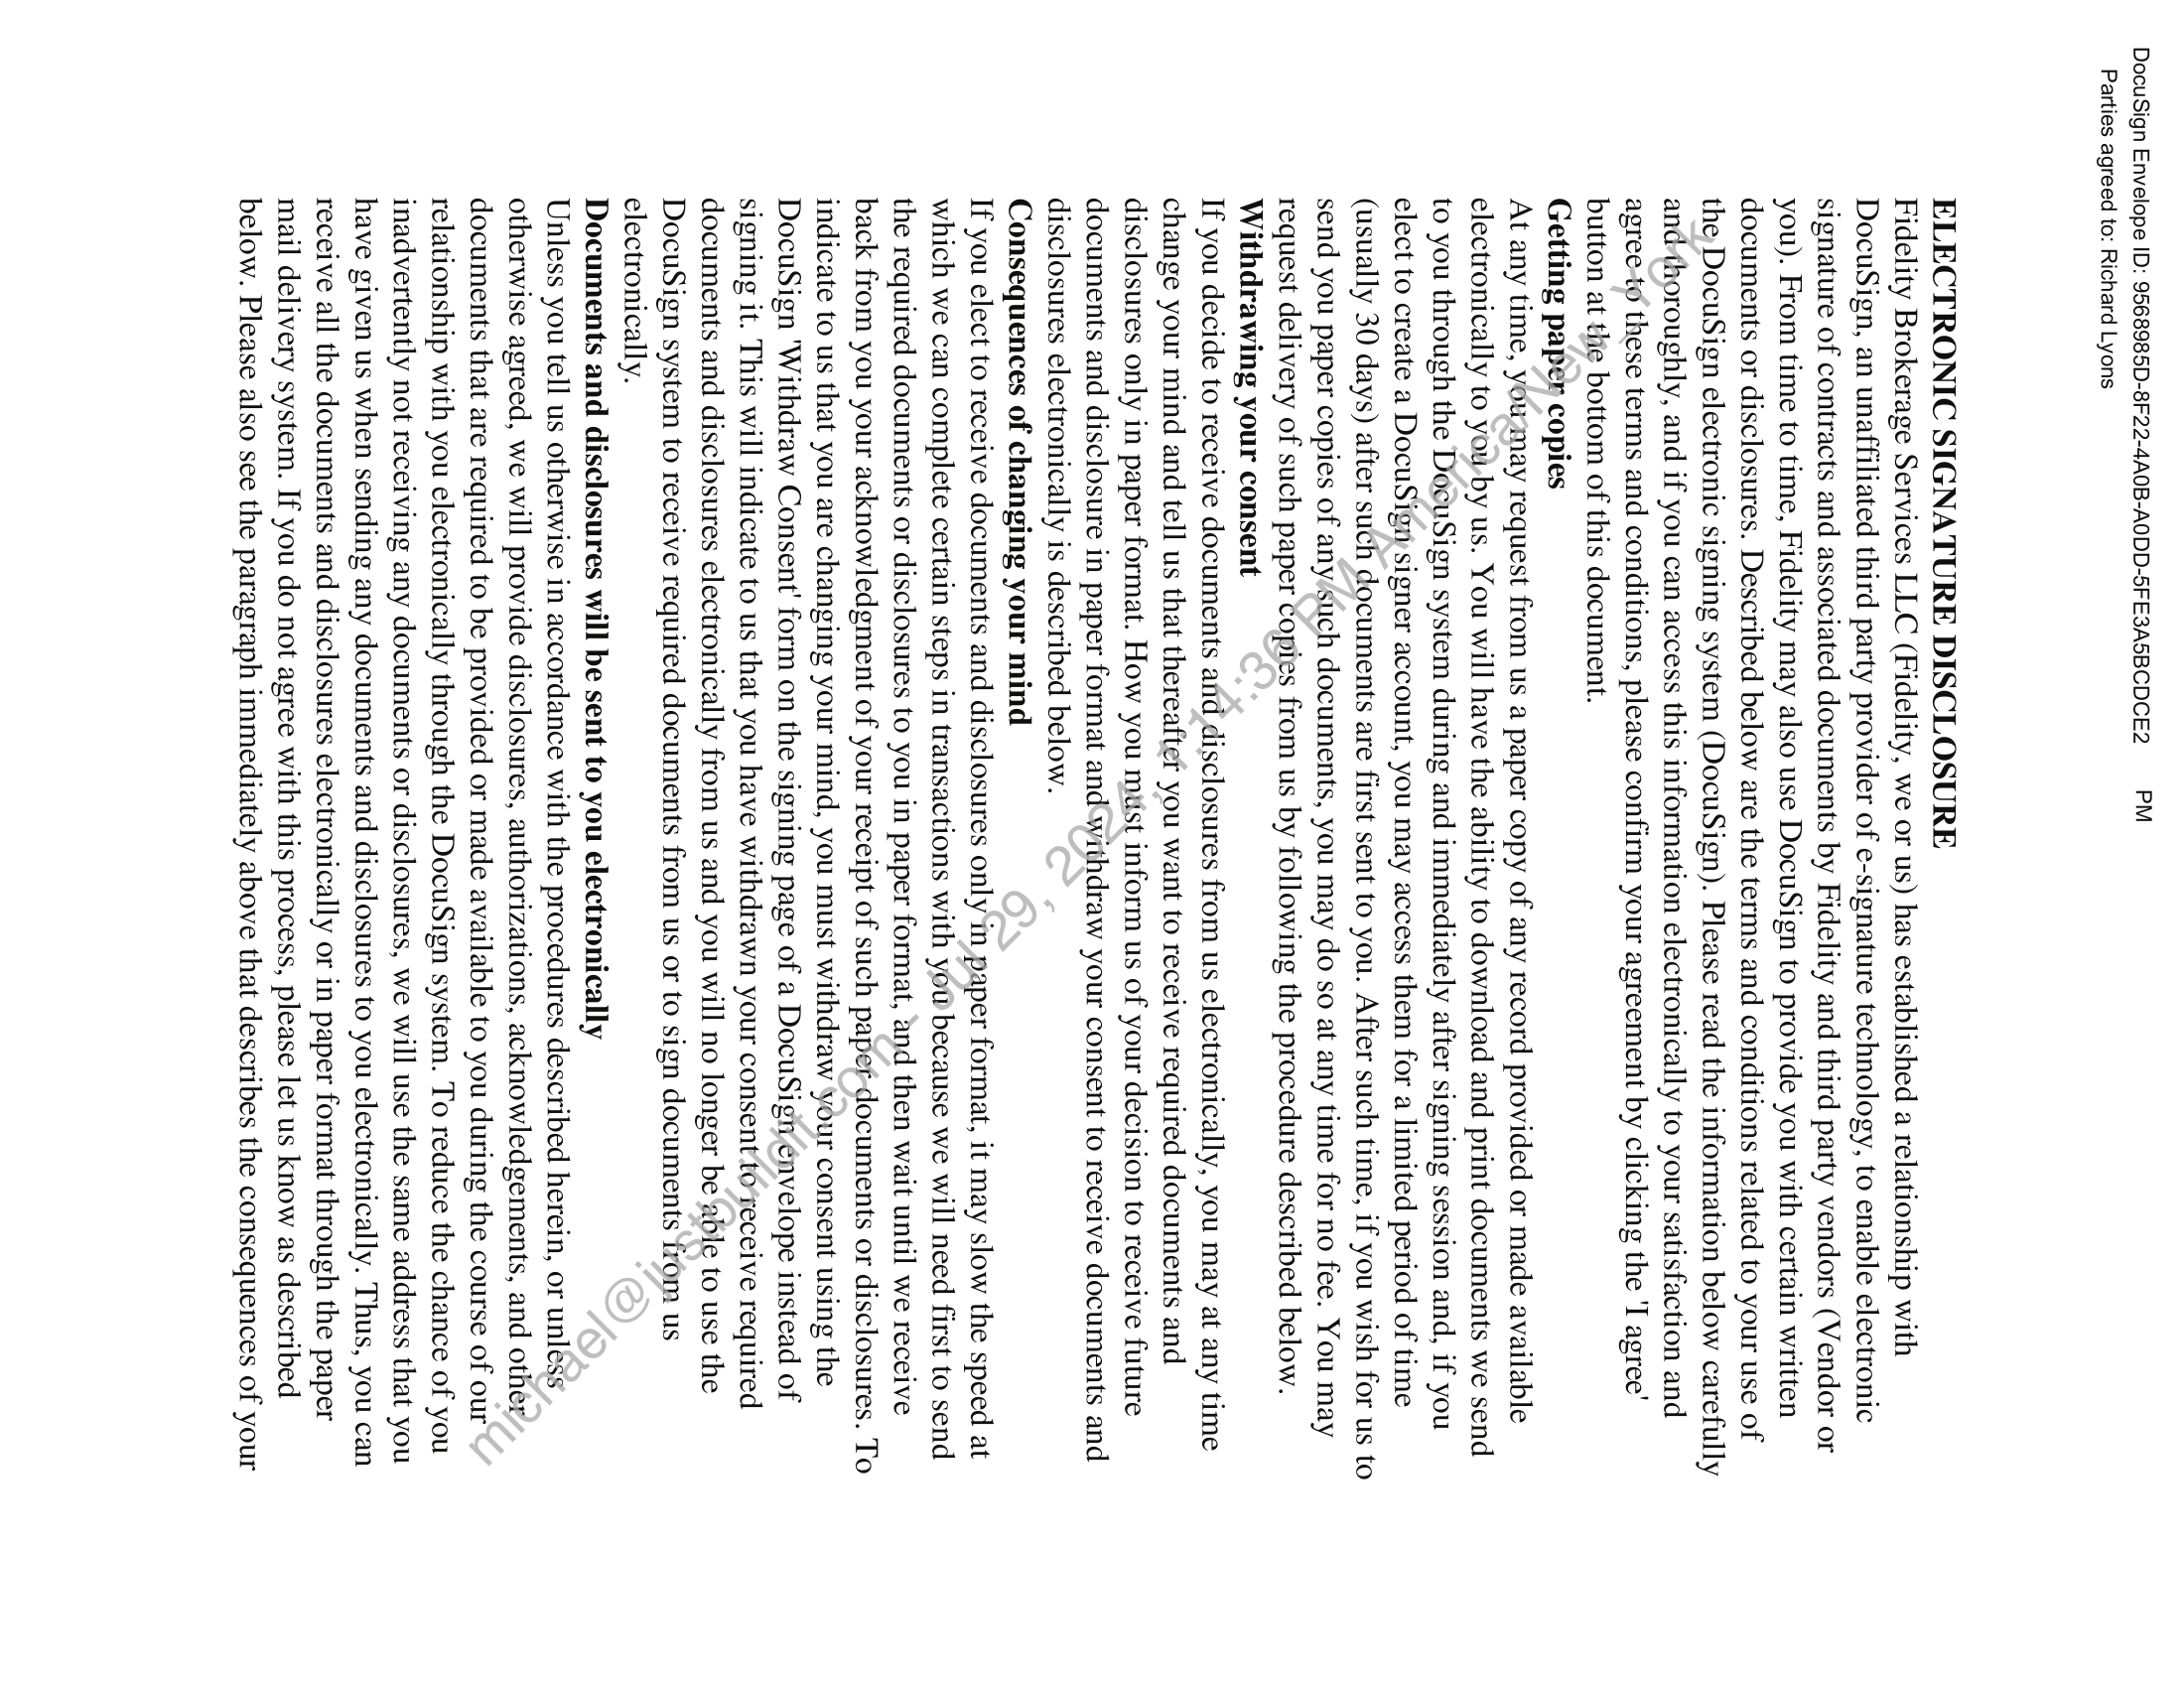 DocuSign Envelope ID: 9568985D-8F22-4A0B-A0DD-5FE3A5BCDCE2 PM
Parties agreed to: Richard Lyons
ELECTRONIC SIGNATURE DISCLOSURE
Fidelity Brokerage Services LLC (Fidelity, we or us) has established a relationship with
DocuSign, an unaffiliated third party provider of e-signature technology, to enable electronic
signature of contracts and associated documents by Fidelity and third party vendors (Vendor or
you). From time to time, Fidelity may also use DocuSign to provide you with certain written
documents or disclosures. Described below are the terms and conditions related to your use of
the DocuSign electronic signing system (DocuSign). Please read the information below carefully
and thoroughly, and if you can access this information electronically to your satisfaction and
agree to these terms and conditions, please confirm your agreement by clicking the 'I agree'
button at the bottom of this document.
Getting paper copies
At any time, you may request from us a paper copy of any record provided or made available
electronically to you by us. You will have the ability to download and print documents we send
to you through the DocuSign system during and immediately after signing session and, if you
elect to create a DocuSign signer account, you may access them for a limited period of time
(usually 30 days) after such documents are first sent to you. After such time, if you wish for us to
send you paper copies of any such documents, you may do so at any time for no fee. You may
request delivery of such paper copies from us by following the procedure described below.
Withdrawing your consent
If you decide to receive documents and disclosures from us electronically, you may at any time
change your mind and tell us that thereafter you want to receive required documents and
disclosures only in paper format. How you must inform us of your decision to receive future
documents and disclosure in paper format and withdraw your consent to receive documents and
disclosures electronically is described below.
Consequences of changing your mind
If you elect to receive documents and disclosures only in paper format, it may slow the speed at
which we can complete certain steps in transactions with you because we will need first to send
the required documents or disclosures to you in paper format, and then wait until we receive
back from you your acknowledgment of your receipt of such paper documents or disclosures. To
indicate to us that you are changing your mind, you must withdraw your consent using the
DocuSign 'Withdraw Consent' form on the signing page of a DocuSign envelope instead of
signing it. This will indicate to us that you have withdrawn your consent to receive required
documents and disclosures electronically from us and you will no longer be able to use the
DocuSign system to receive required documents from us or to sign documents from us
electronically.
Documents and disclosures will be sent to you electronically
Unless you tell us otherwise in accordance with the procedures described herein, or unless
otherwise agreed, we will provide disclosures, authorizations, acknowledgements, and other
documents that are required to be provided or made available to you during the course of our
relationship with you electronically through the DocuSign system. To reduce the chance of you
inadvertently not receiving any documents or disclosures, we will use the same address that you
have given us when sending any documents and disclosures to you electronically. Thus, you can
receive all the documents and disclosures electronically or in paper format through the paper
mail delivery system. If you do not agree with this process, please let us know as described
below. Please also see the paragraph immediately above that describes the consequences of your
michael@justbuildit.com - Jul 29, 2024, 1:14:36 PM America/New_York